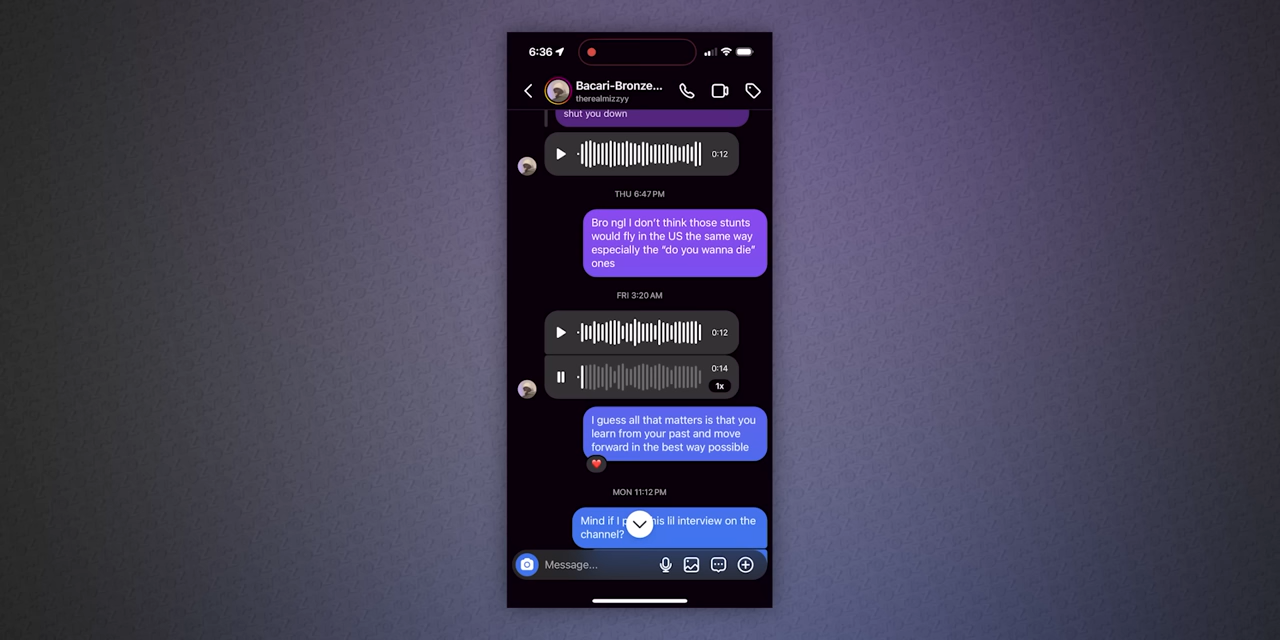 6:36
Bacari-Bronze...
therealmizzyy
shut you down
0:12
THU 6:47 PM
Bro ngl I don't think those stunts
would fly in the US the same way
especially the “do you wanna die”
ones
FRI 3:20 AM
0:12
0:14
1x
I guess all that matters is that you
learn from your past and move
forward in the best way possible
MON 11:12 PM
Mind if I lil interview on the
channel?
Message...